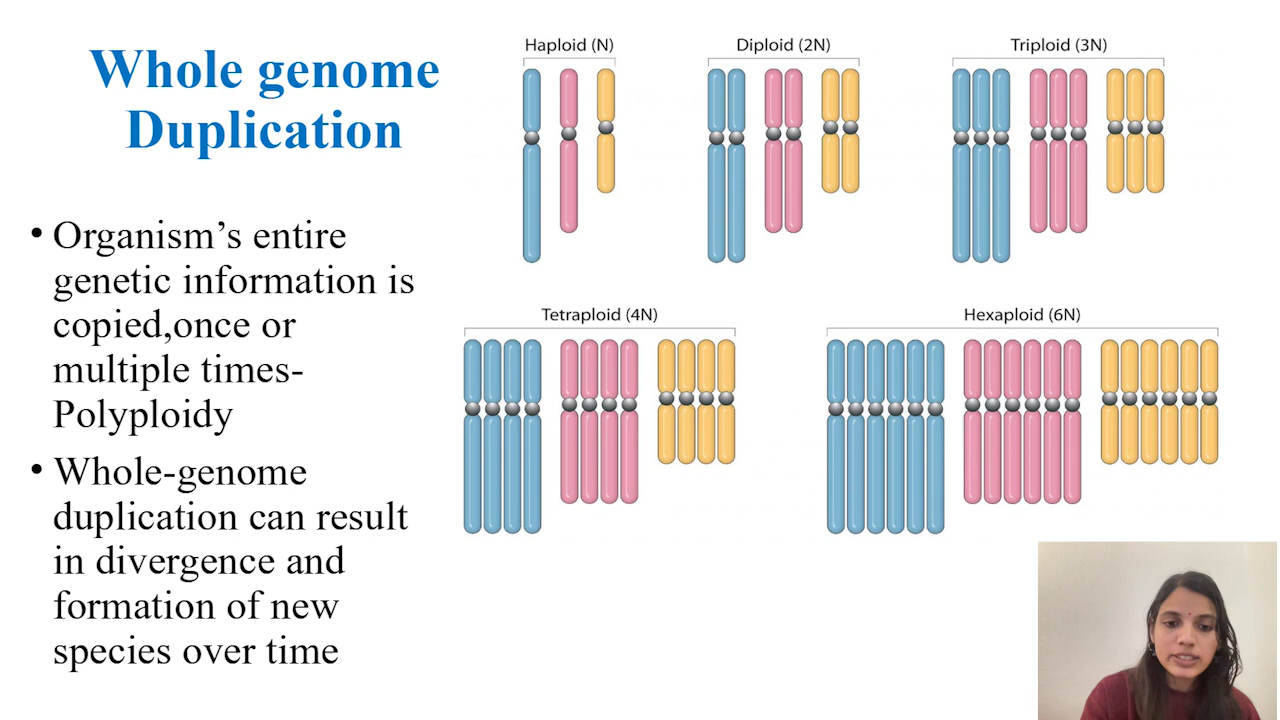 Whole genome
Duplication
• Organism’s entire
genetic information is
copied,once or
multiple times-
Polyploidy
• Whole-genome
duplication can result
in divergence and
formation of new
species over time
Haploid (N)
Diploid (2N)
Triploid (3N)
Tetraploid (4N)
Hexaploid (6N)